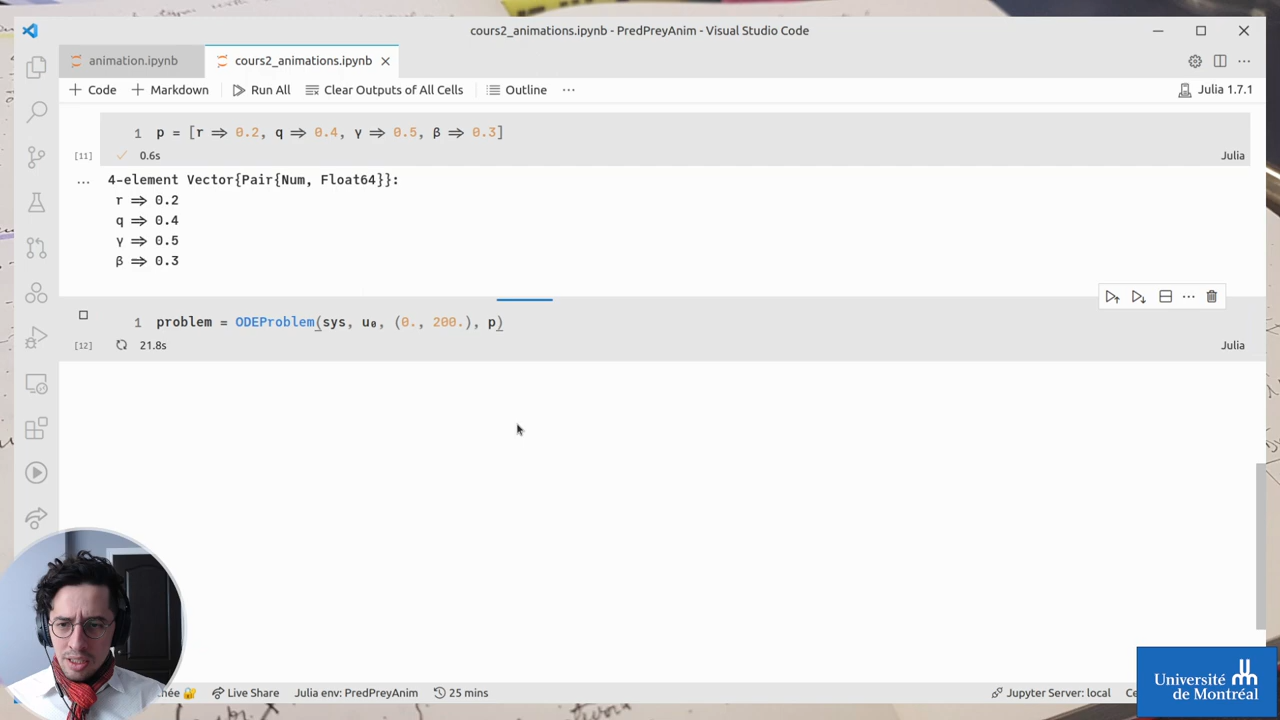 cours2_animations.ipynb - PredPreyAnim - Visual Studio Code
animation.ipynb
cours2_animations.ipynb
Code
Markdown
Run All
Clear Outputs of All Cells
Outline
Julia 1.7.1
1 p = [r => 0.2, q => 0.4, γ => 0.5, β => 0.3]
[11] 0.6s
Julia
... 4-element Vector{Pair{Num, Float64}}:
r => 0.2
q => 0.4
γ => 0.5
β => 0.3
1 problem = ODEProblem(sys, u₀, (0., 200.), p)
[12] 21.8s
Julia
Live Share
Julia env: PredPreyAnim
25 mins
Jupyter Server: local
Université
de Montréal